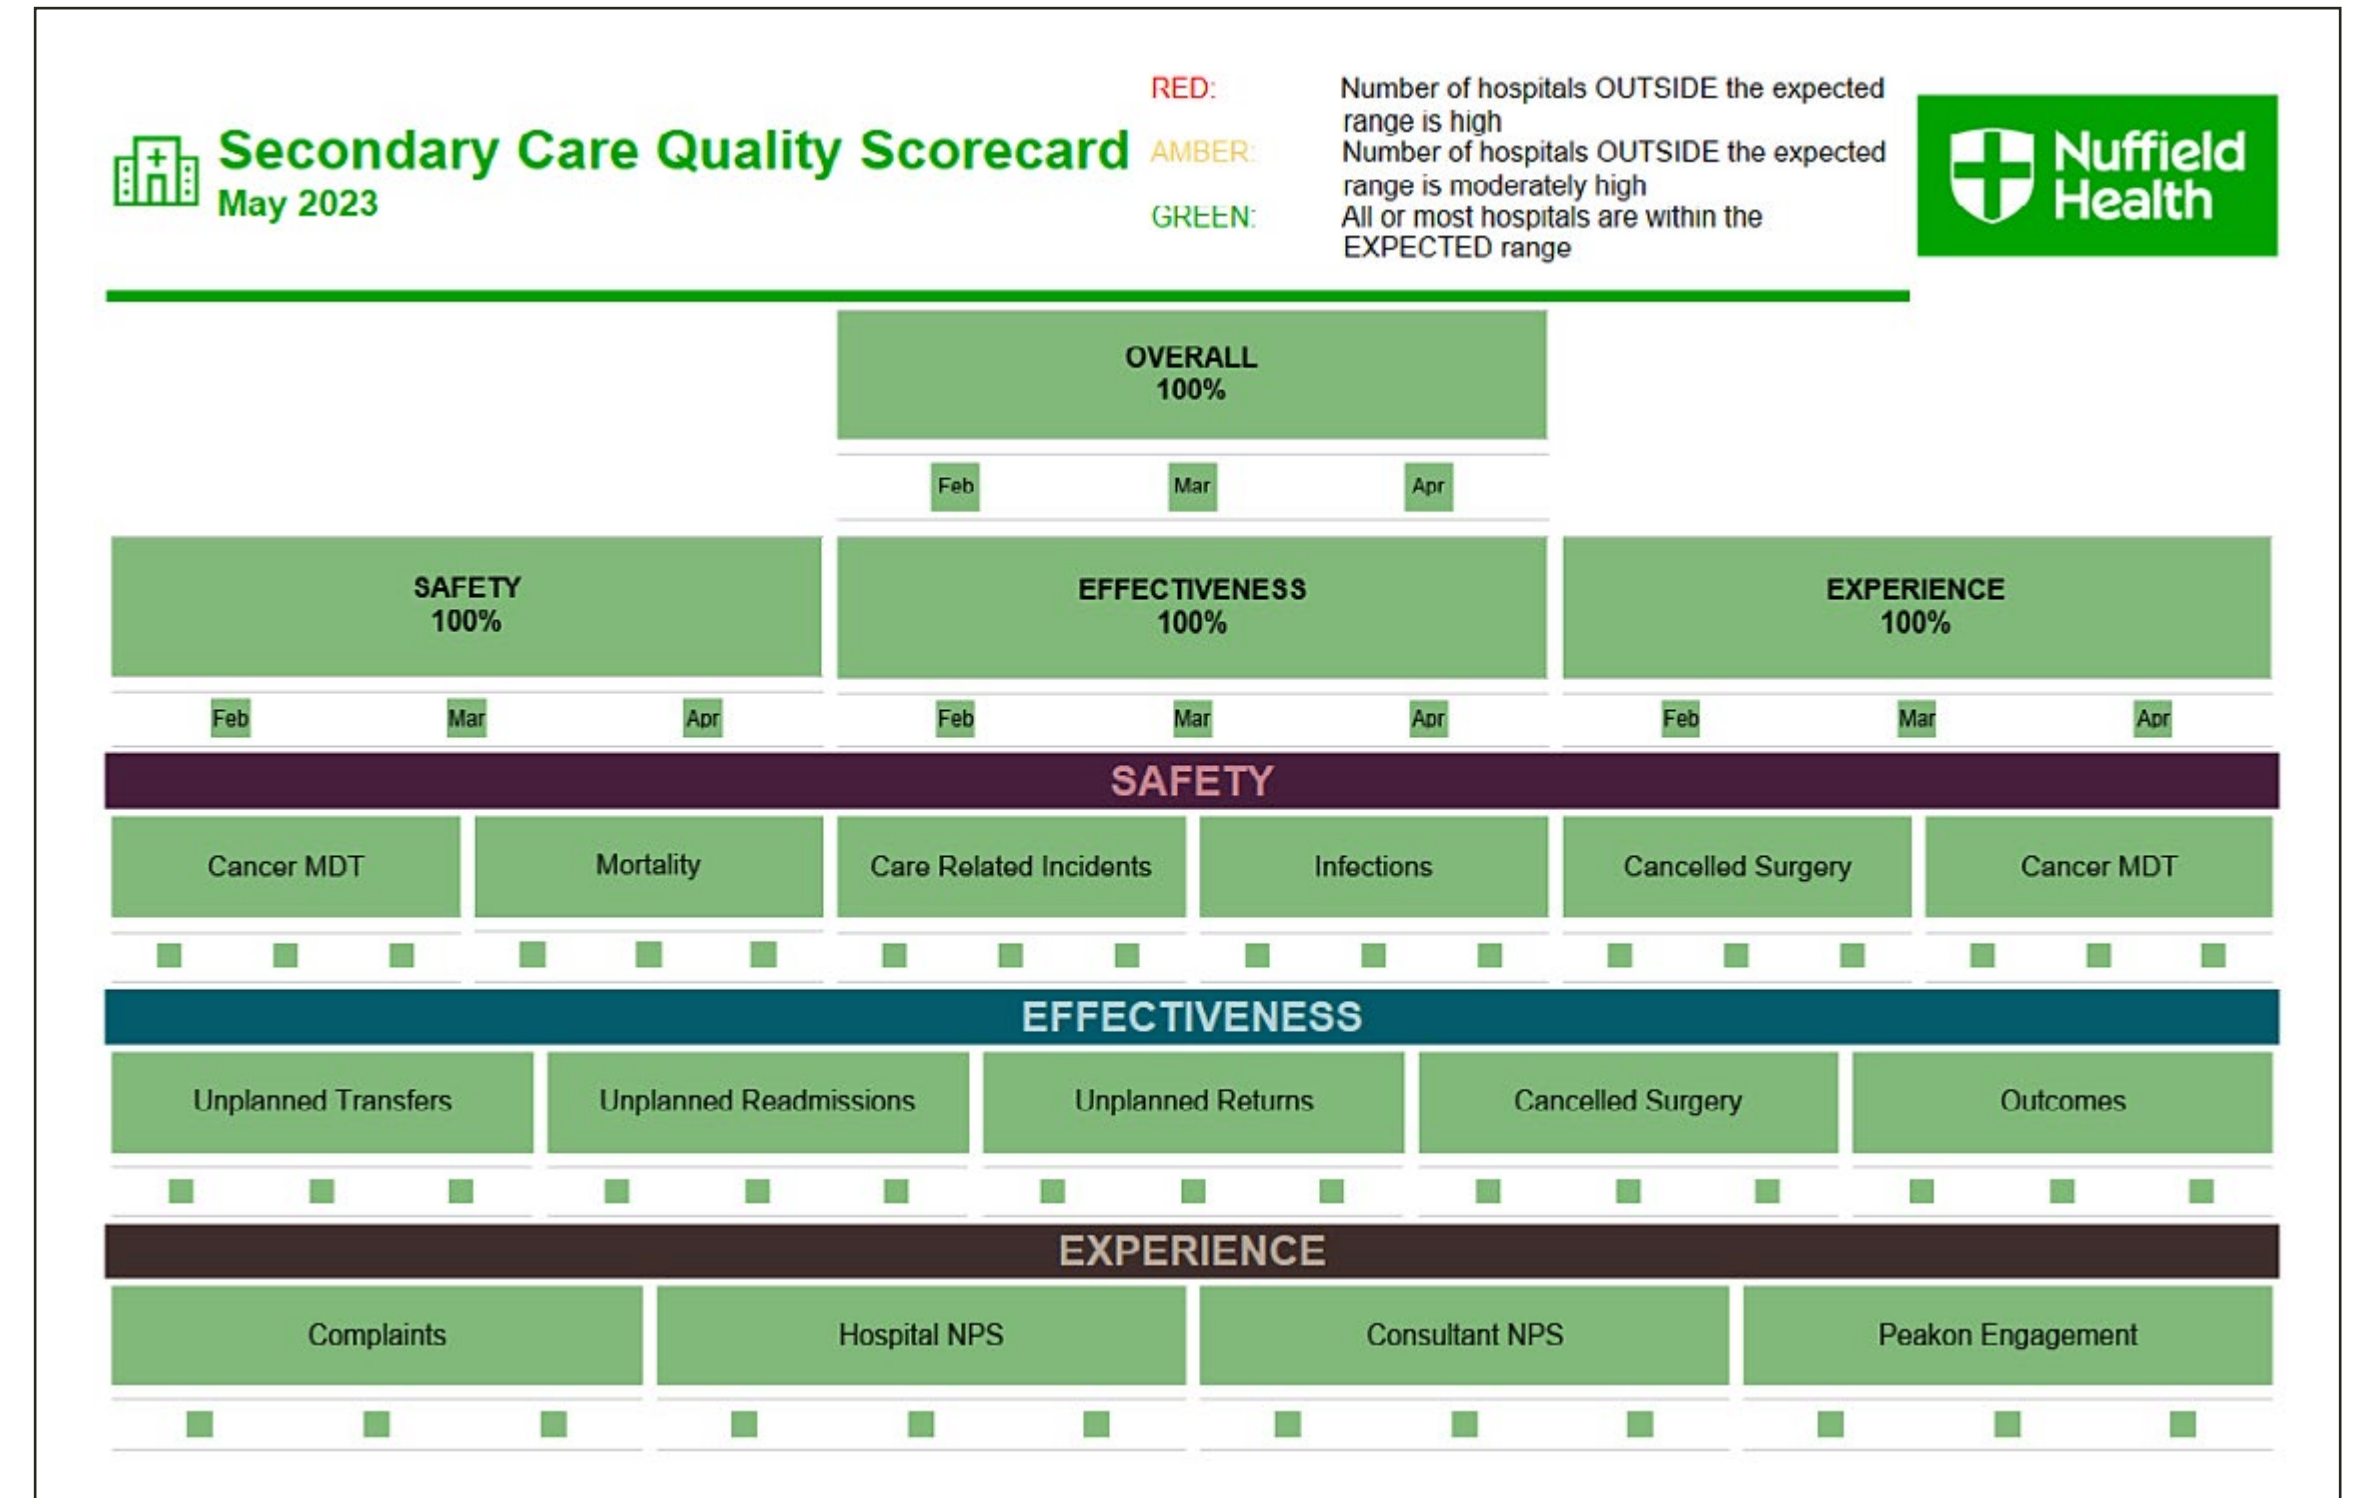 Secondary Care Quality Scorecard
May 2023
RED: Number of hospitals OUTSIDE the expected
range is high
AMBER: Number of hospitals OUTSIDE the expected
range is moderately high
GREEN: All or most hospitals are within the
EXPECTED range
Nuffield
Health
OVERALL
100%
Feb Mar Apr
SAFETY
100%
Feb Mar Apr
EFFECTIVENESS
100%
Feb Mar Apr
EXPERIENCE
100%
Feb Mar Apr
SAFETY
Cancer MDT Mortality Care Related Incidents Infections Cancelled Surgery Cancer MDT
EFFECTIVENESS
Unplanned Transfers Unplanned Readmissions Unplanned Returns Cancelled Surgery Outcomes
EXPERIENCE
Complaints Hospital NPS Consultant NPS Peakon Engagement